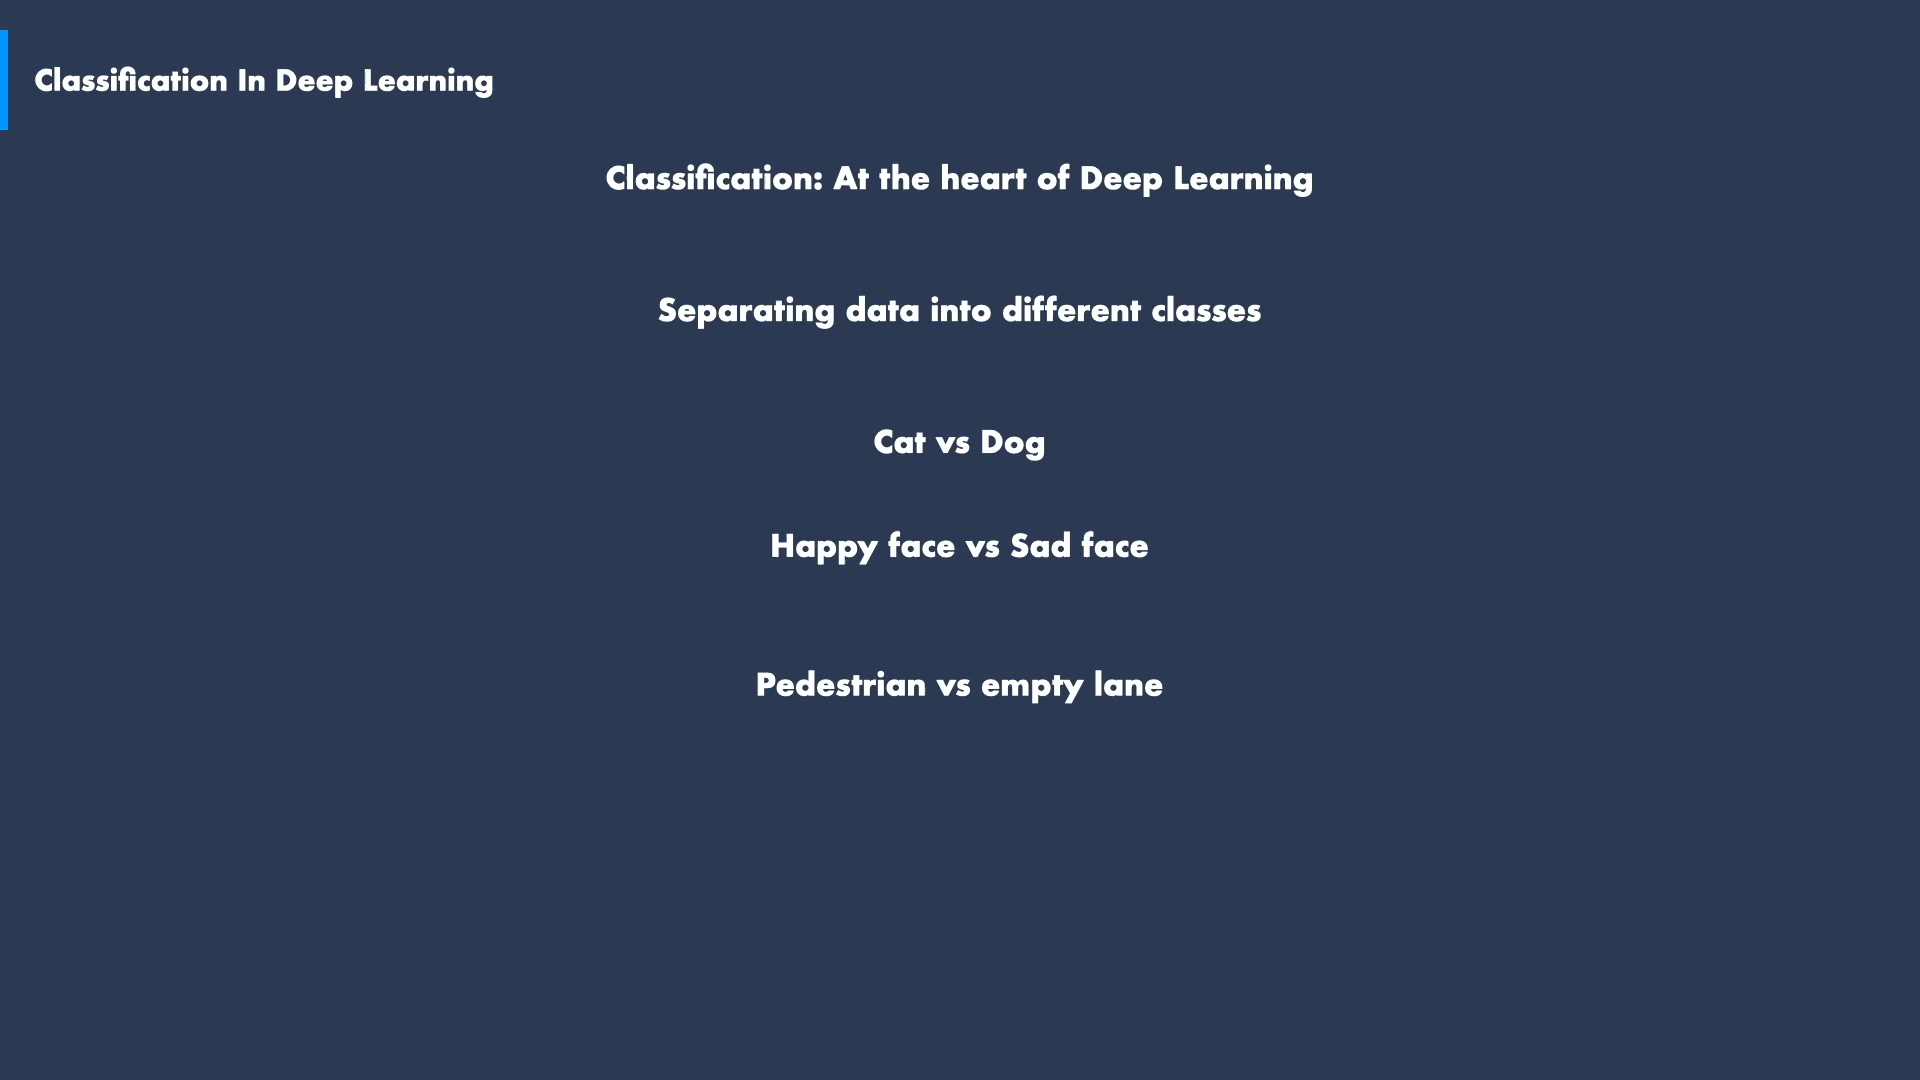 Classification In Deep Learning
Classification: At the heart of Deep Learning
Separating data into different classes
Cat vs Dog
Happy face vs Sad face
Pedestrian vs empty lane